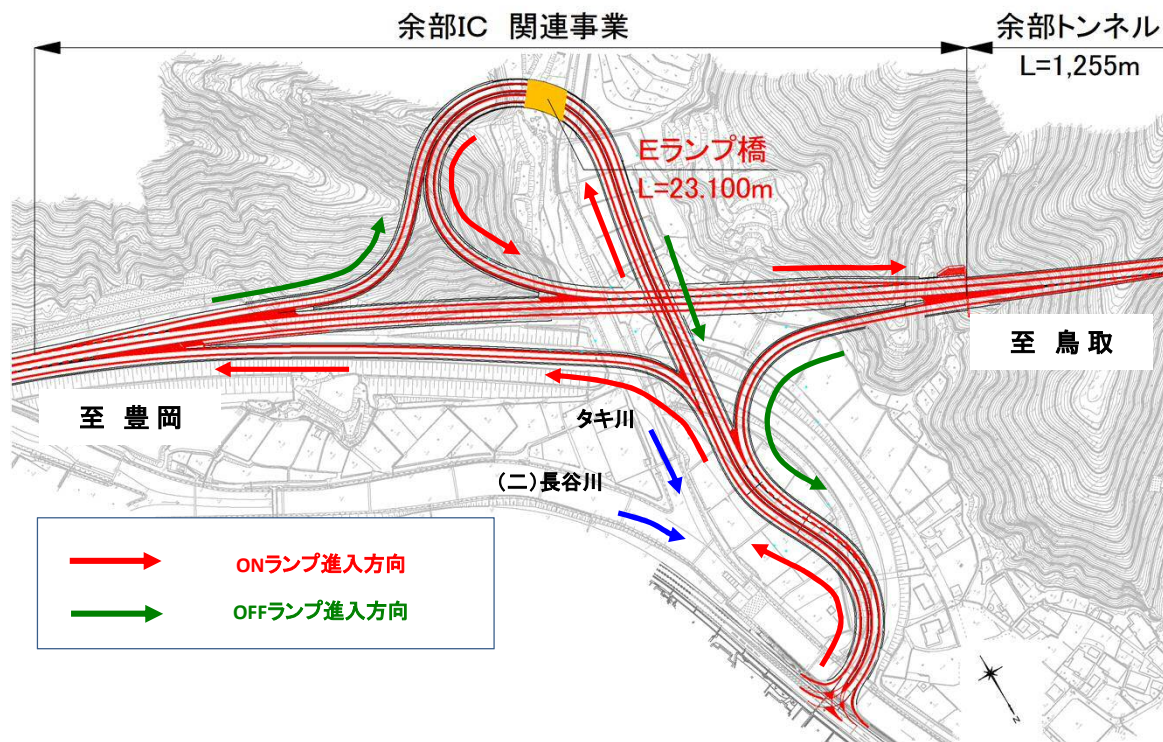 余部IC 関連事業
余部トンネル
L=1,255m
Eランプ橋
L=23.100m
至 鳥取
至 豊岡
タキ川
(二)長谷川
ONランプ進入方向
OFFランプ進入方向
N